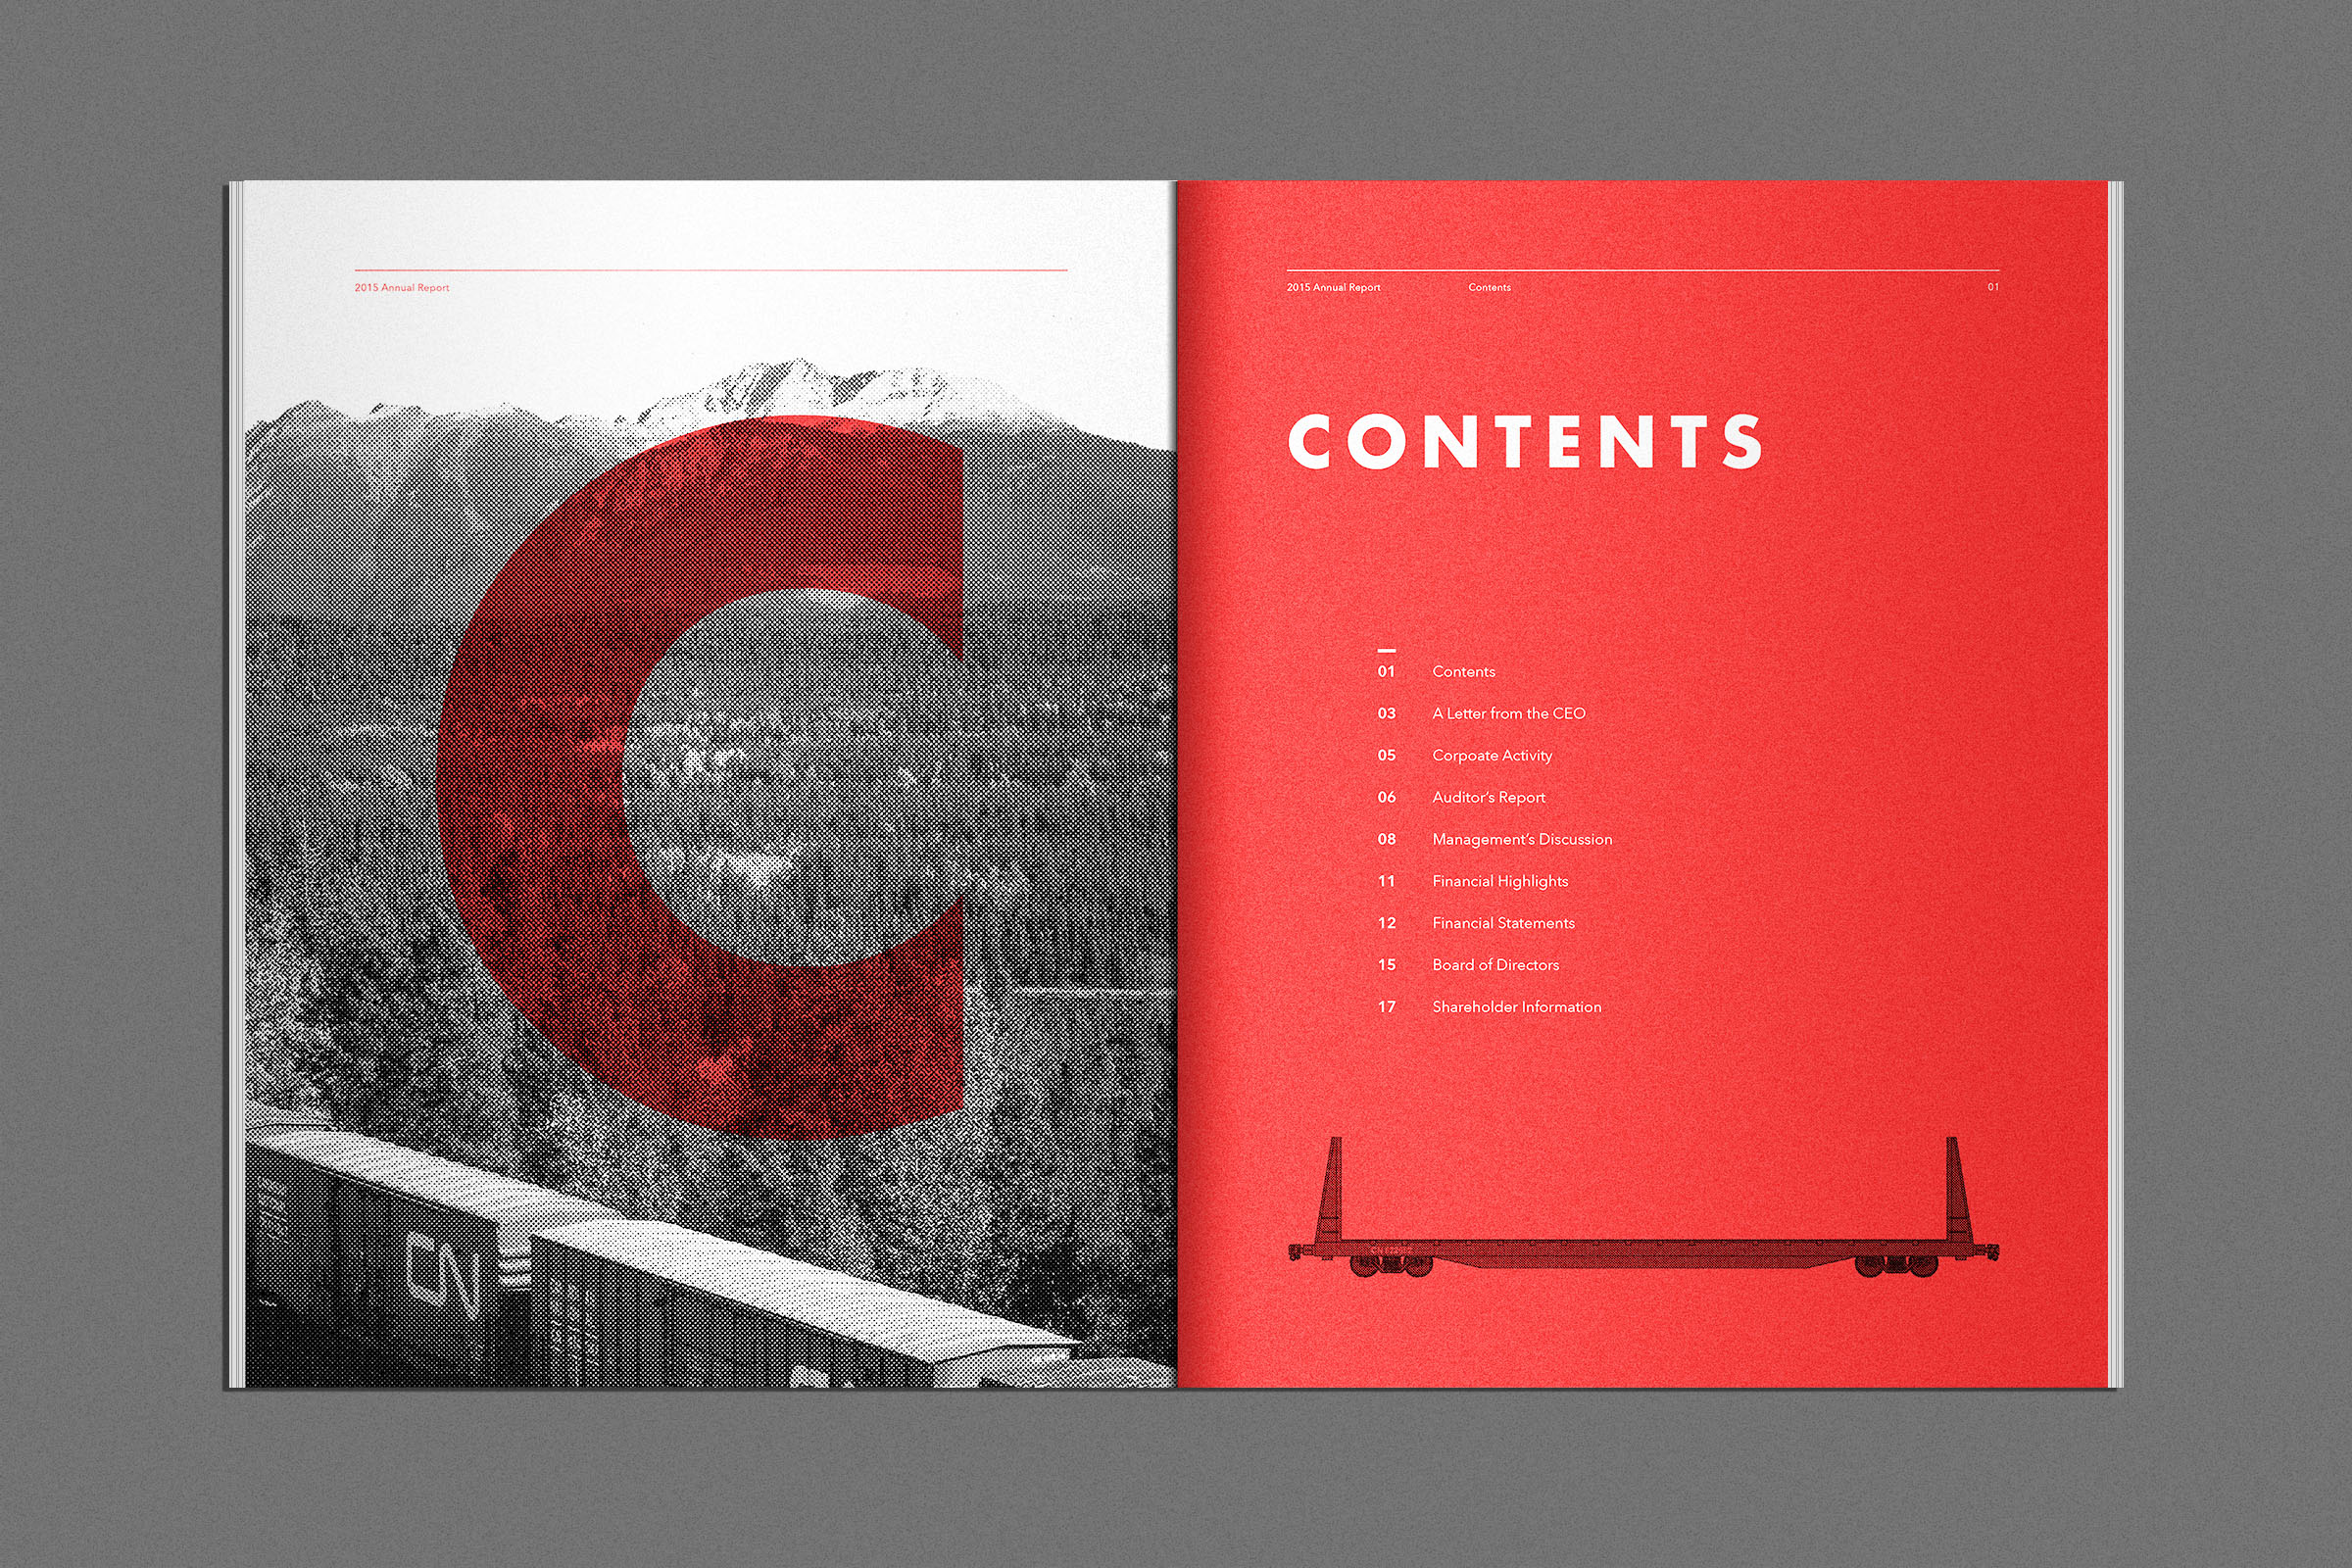 2015 Annual Report
C
CN
2015 Annual Report Contents 01
CONTENTS
01 Contents
03 A Letter from the CEO
05 Corpoate Activity
06 Auditor's Report
08 Management's Discussion
11 Financial Highlights
12 Financial Statements
15 Board of Directors
17 Shareholder Information